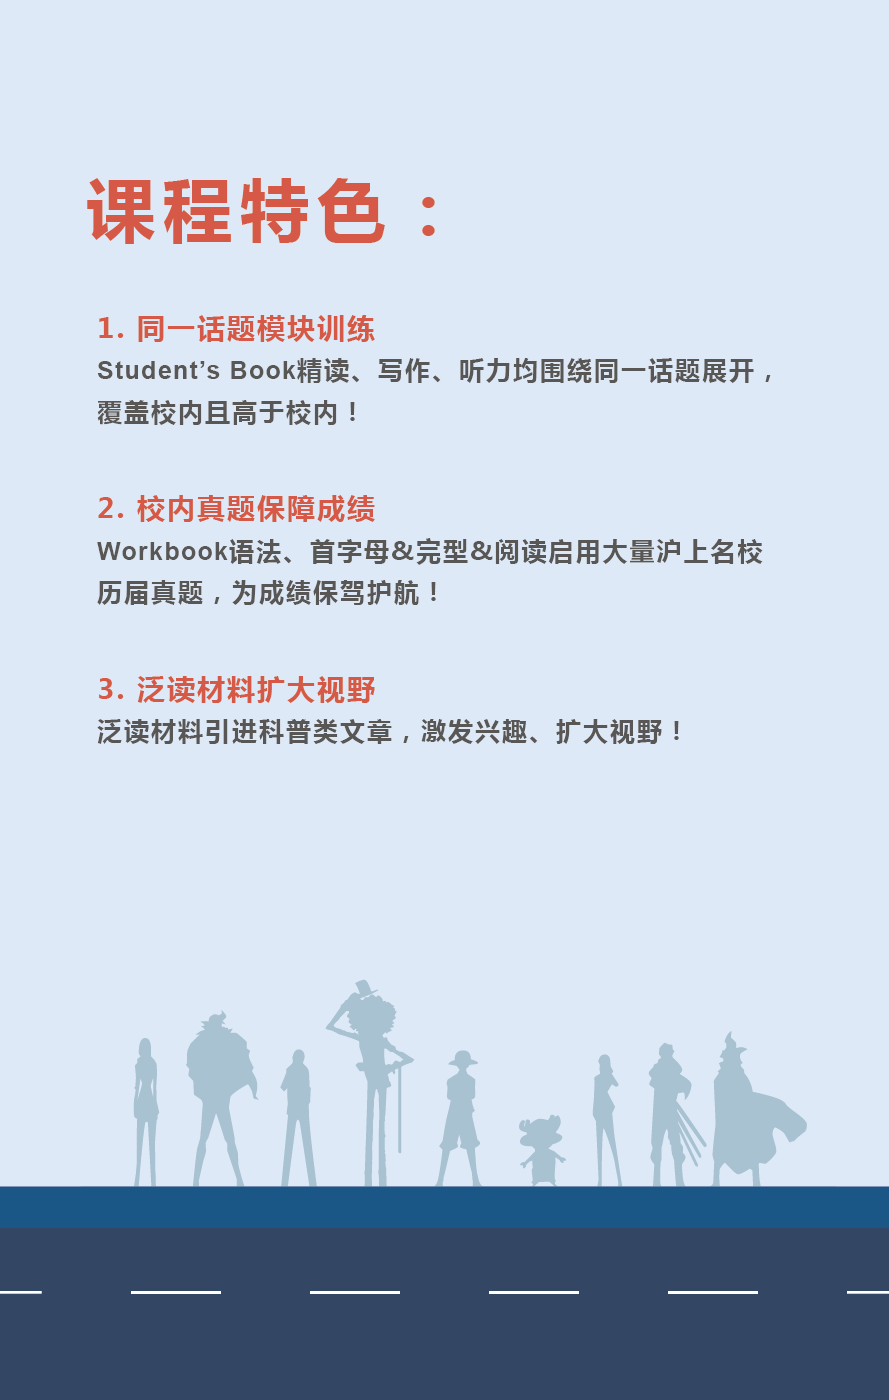 课程特色：
1. 同一话题模块训练
Student’s Book精读、写作、听力均围绕同一话题展开，
覆盖校内且高于校内！
2. 校内真题保障成绩
Workbook语法、首字母&完型&阅读启用大量沪上名校
历届真题，为成绩保驾护航！
3. 泛读材料扩大视野
泛读材料引进科普类文章，激发兴趣、扩大视野！